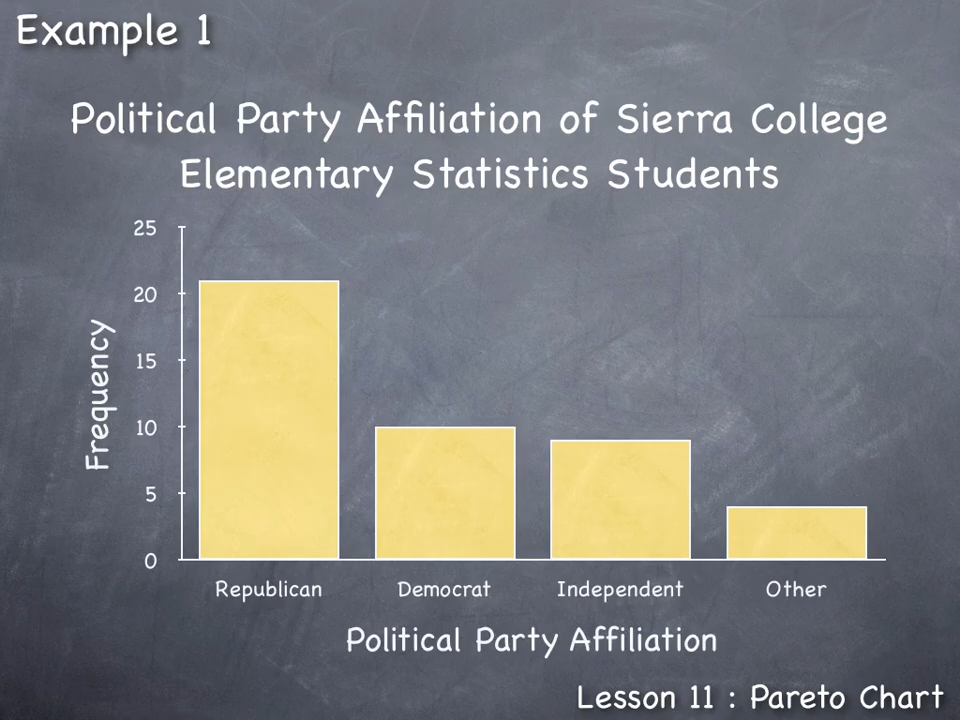 Example 1
Political Party Affiliation of Sierra College
Elementary Statistics Students
25
20
15
10
5
0
Frequency
Republican Democrat Independent Other
Political Party Affiliation
Lesson 11 : Pareto Chart